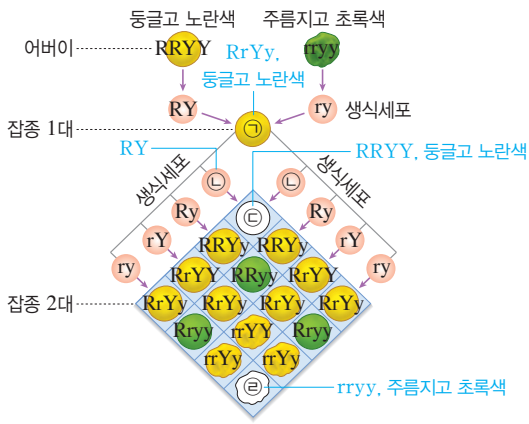 둥글고 노란색 주름지고 초록색
어버이 RRYY RrYy, rryy
둥글고 노란색
RY ry 생식세포
잡종 1대 ㉠
RY RRYY, 둥글고 노란색
생식세포 생식세포
㉡ ㉡
Ry ㉢ Ry
rY RRYy RRYy rY
ry RrYY RRyy RrYY ry
잡종 2대 RrYy RrYy RrYy RrYy
Rryy rrYY Rryy
rrYy rrYy
㉣ rryy, 주름지고 초록색